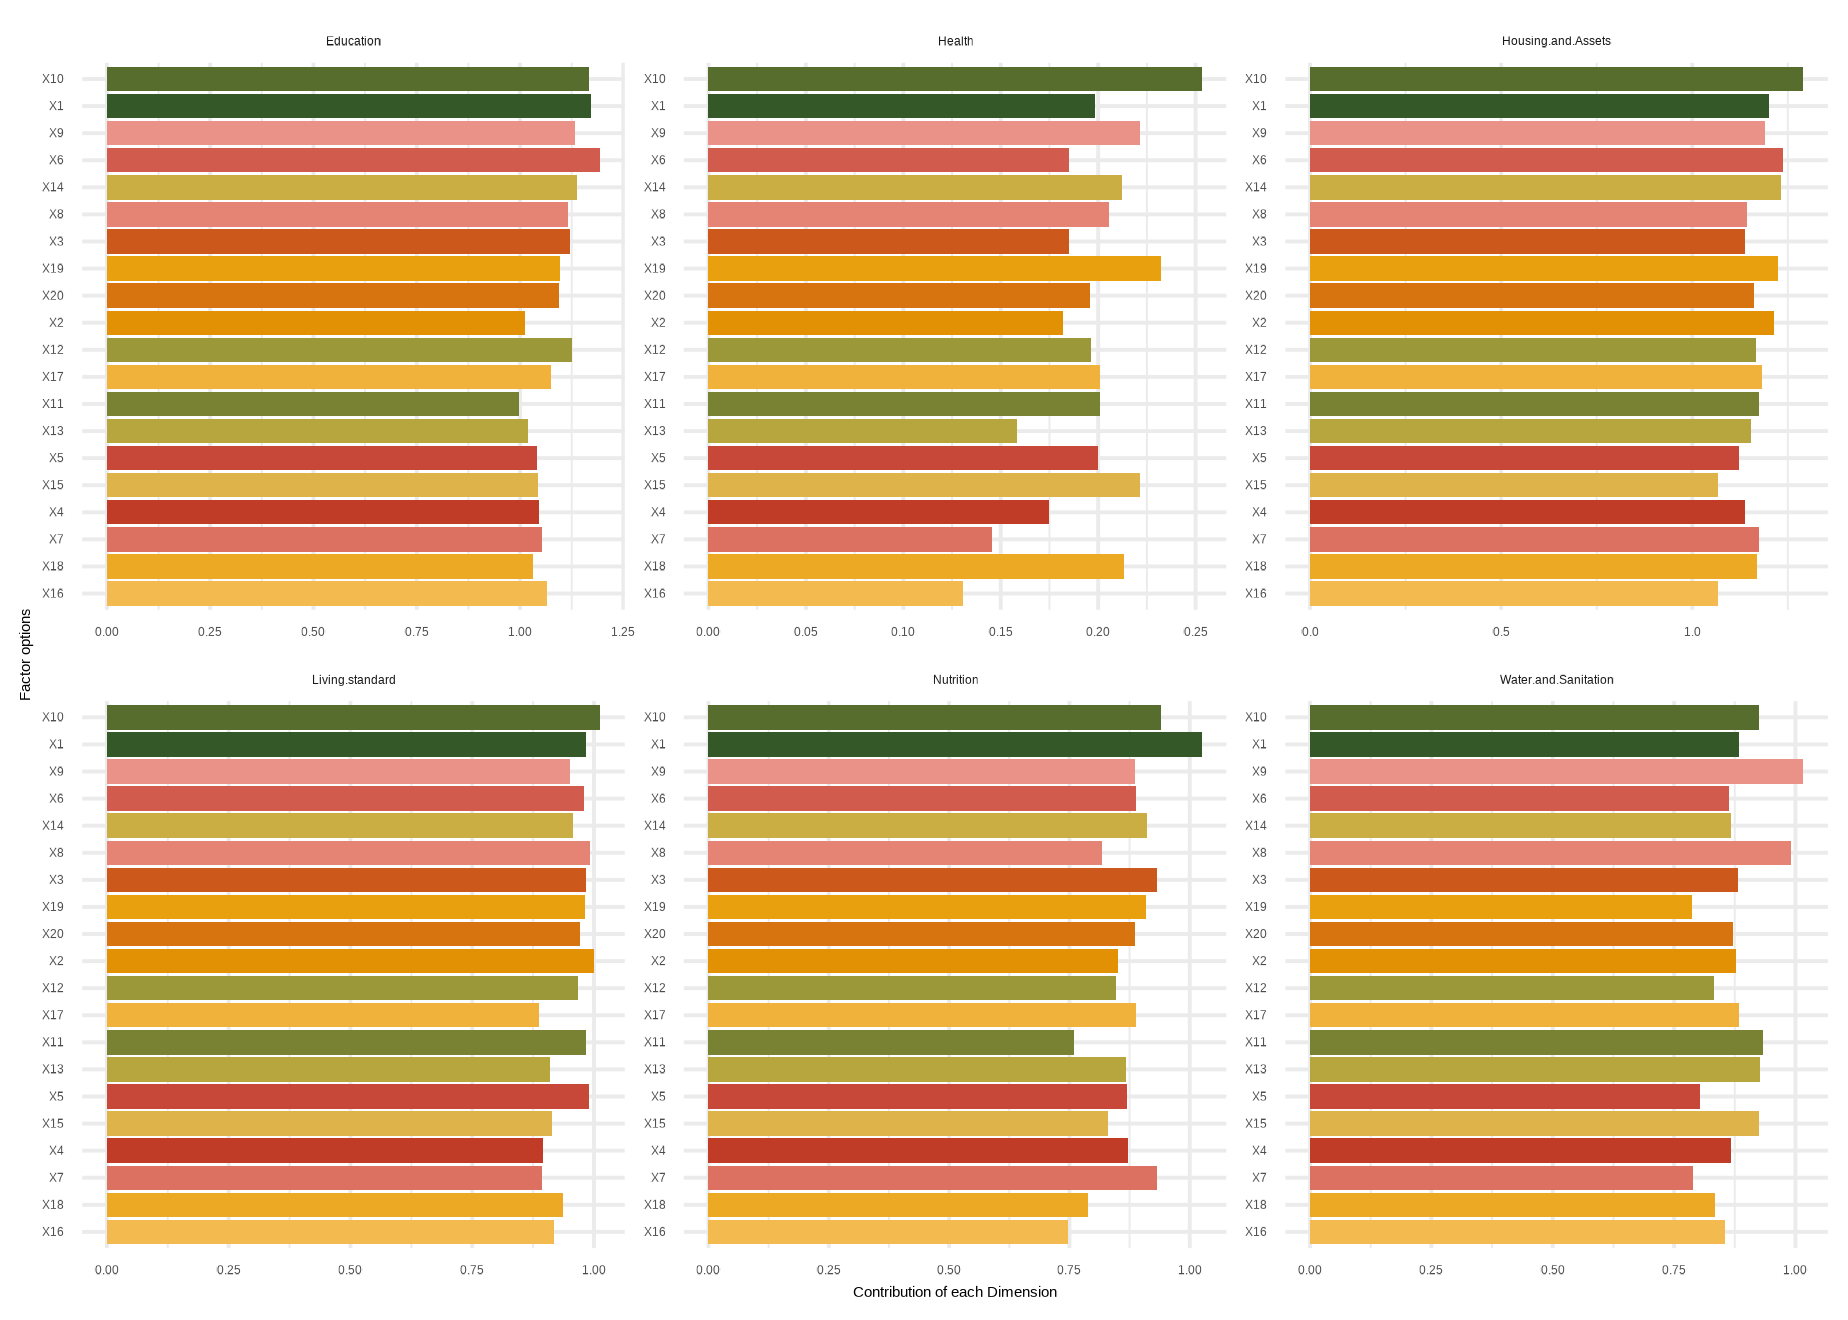 Education
Health
Housing.and.Assets
X10
X1
X9
X6
X14
X8
X3
X19
X20
X2
X12
X17
X11
X13
X5
X15
X4
X7
X18
X16
0.00 0.25 0.50 0.75 1.00 1.25
X10
X1
X9
X6
X14
X8
X3
X19
X20
X2
X12
X17
X11
X13
X5
X15
X4
X7
X18
X16
0.00 0.05 0.10 0.15 0.20 0.25
X10
X1
X9
X6
X14
X8
X3
X19
X20
X2
X12
X17
X11
X13
X5
X15
X4
X7
X18
X16
0.0 0.5 1.0
Factor options
Living.standard
Nutrition
Water.and.Sanitation
X10
X1
X9
X6
X14
X8
X3
X19
X20
X2
X12
X17
X11
X13
X5
X15
X4
X7
X18
X16
0.00 0.25 0.50 0.75 1.00
X10
X1
X9
X6
X14
X8
X3
X19
X20
X2
X12
X17
X11
X13
X5
X15
X4
X7
X18
X16
0.00 0.25 0.50 0.75 1.00
X10
X1
X9
X6
X14
X8
X3
X19
X20
X2
X12
X17
X11
X13
X5
X15
X4
X7
X18
X16
0.00 0.25 0.50 0.75 1.00
Contribution of each Dimension